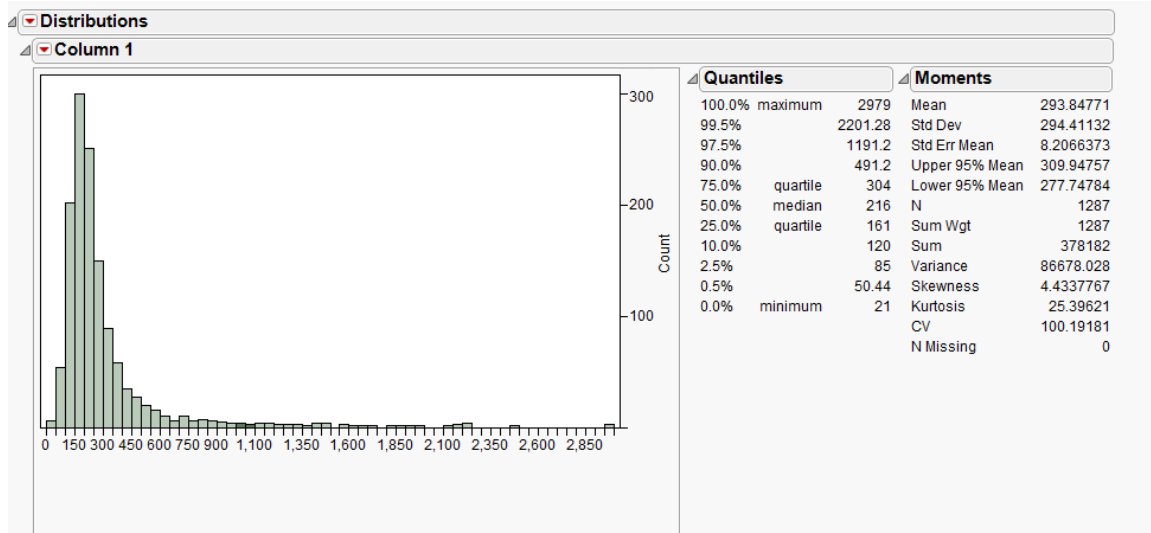 Distributions
Column 1
300
200
100
Count
0 150 300 450 600 750 900 1,100 1,350 1,600 1,850 2,100 2,350 2,600 2,850
Quantiles
100.0% maximum 2979
99.5% 2201.28
97.5% 1191.2
90.0% 491.2
75.0% quartile 304
50.0% median 216
25.0% quartile 161
10.0% 120
2.5% 85
0.5% 50.44
0.0% minimum 21
Moments
Mean 293.84771
Std Dev 294.41132
Std Err Mean 8.2066373
Upper 95% Mean 309.94757
Lower 95% Mean 277.74784
N 1287
Sum Wgt 1287
Sum 378182
Variance 86678.028
Skewness 4.4337767
Kurtosis 25.39621
CV 100.19181
N Missing 0